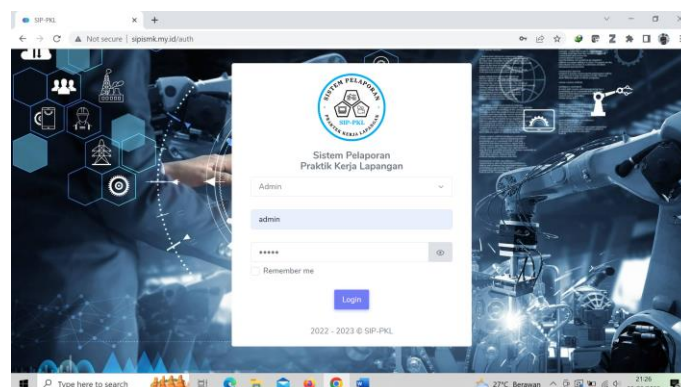 SIP-PKL
Not secure | sipismk.my.id/auth
SISTEM PELAPORAN
SIP-PKL
PRAKTEK KERJA LAPANGAN
Sistem Pelaporan
Praktik Kerja Lapangan
Admin
admin
Remember me
Login
2022 - 2023 © SIP-PKL
Type here to search
27°C Berawan
21:26